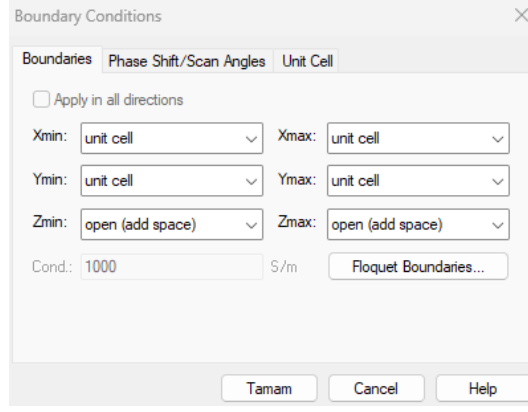 Boundary Conditions
Boundaries Phase Shift/Scan Angles Unit Cell
Apply in all directions
Xmin: unit cell Xmax: unit cell
Ymin: unit cell Ymax: unit cell
Zmin: open (add space) Zmax: open (add space)
Cond.: 1000 S/m Floquet Boundaries...
Tamam Cancel Help